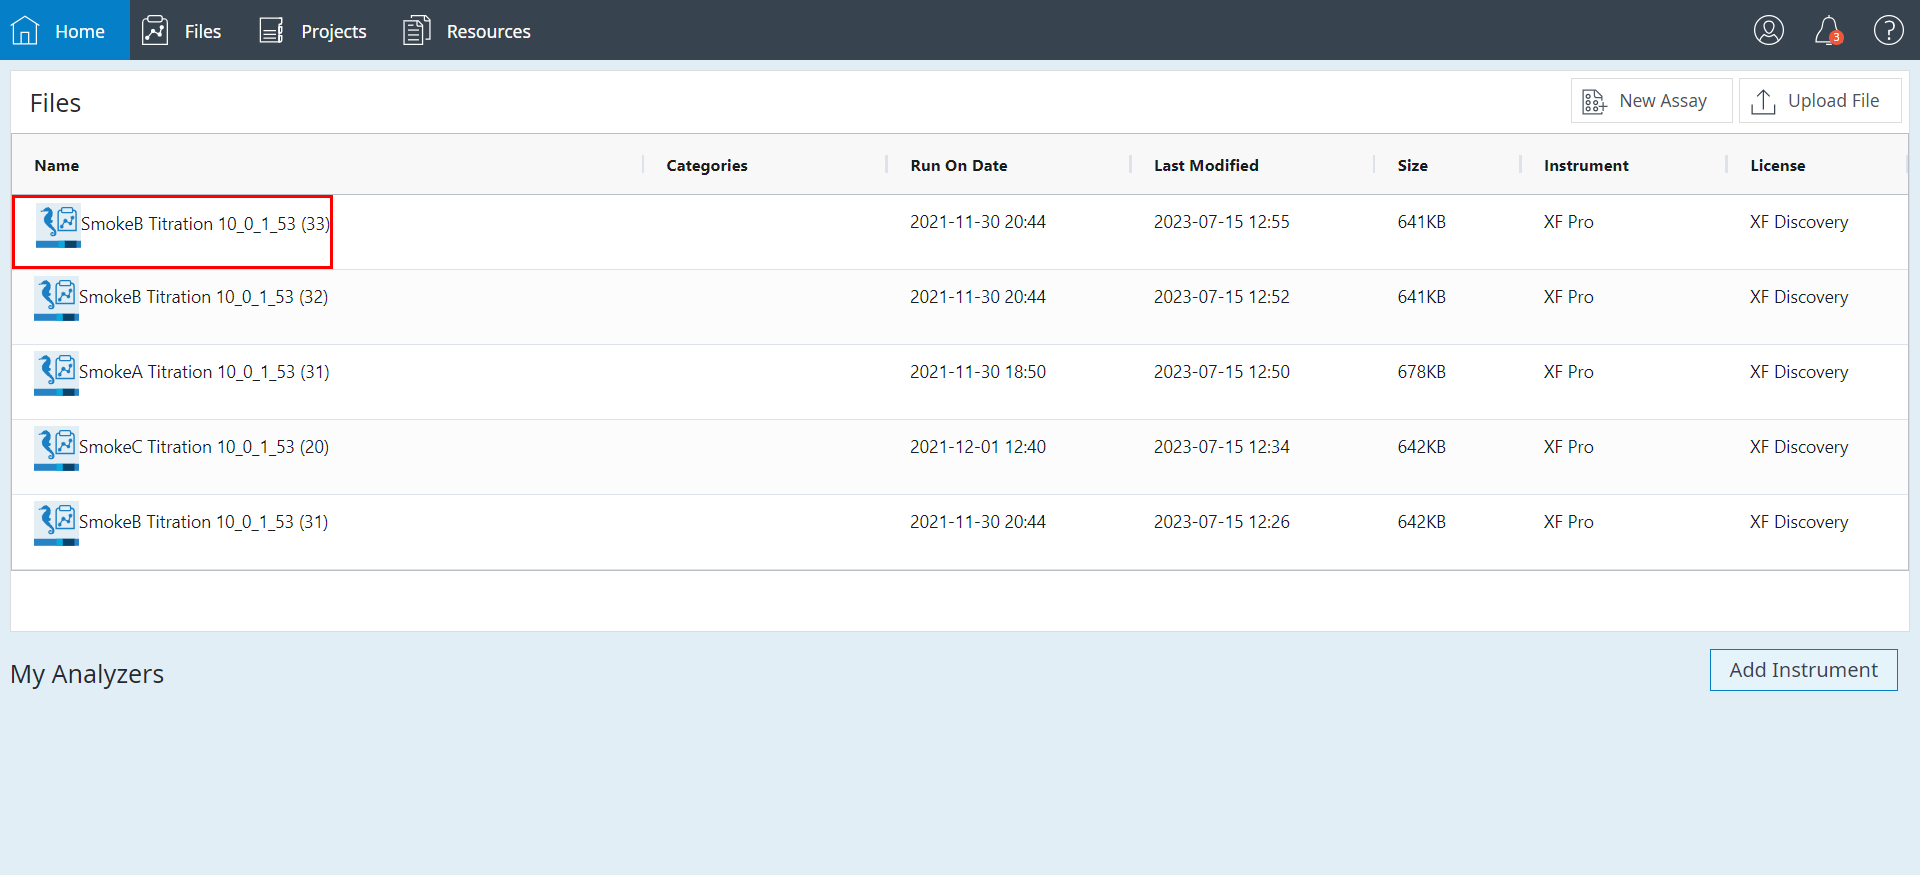 Home Files Projects Resources 3 ?
Files New Assay Upload File
Name Categories Run On Date Last Modified Size Instrument License
SmokeB Titration 10_0_1_53 (33) 2021-11-30 20:44 2023-07-15 12:55 641KB XF Pro XF Discovery
SmokeB Titration 10_0_1_53 (32) 2021-11-30 20:44 2023-07-15 12:52 641KB XF Pro XF Discovery
SmokeA Titration 10_0_1_53 (31) 2021-11-30 18:50 2023-07-15 12:50 678KB XF Pro XF Discovery
SmokeC Titration 10_0_1_53 (20) 2021-12-01 12:40 2023-07-15 12:34 642KB XF Pro XF Discovery
SmokeB Titration 10_0_1_53 (31) 2021-11-30 20:44 2023-07-15 12:26 642KB XF Pro XF Discovery
My Analyzers Add Instrument